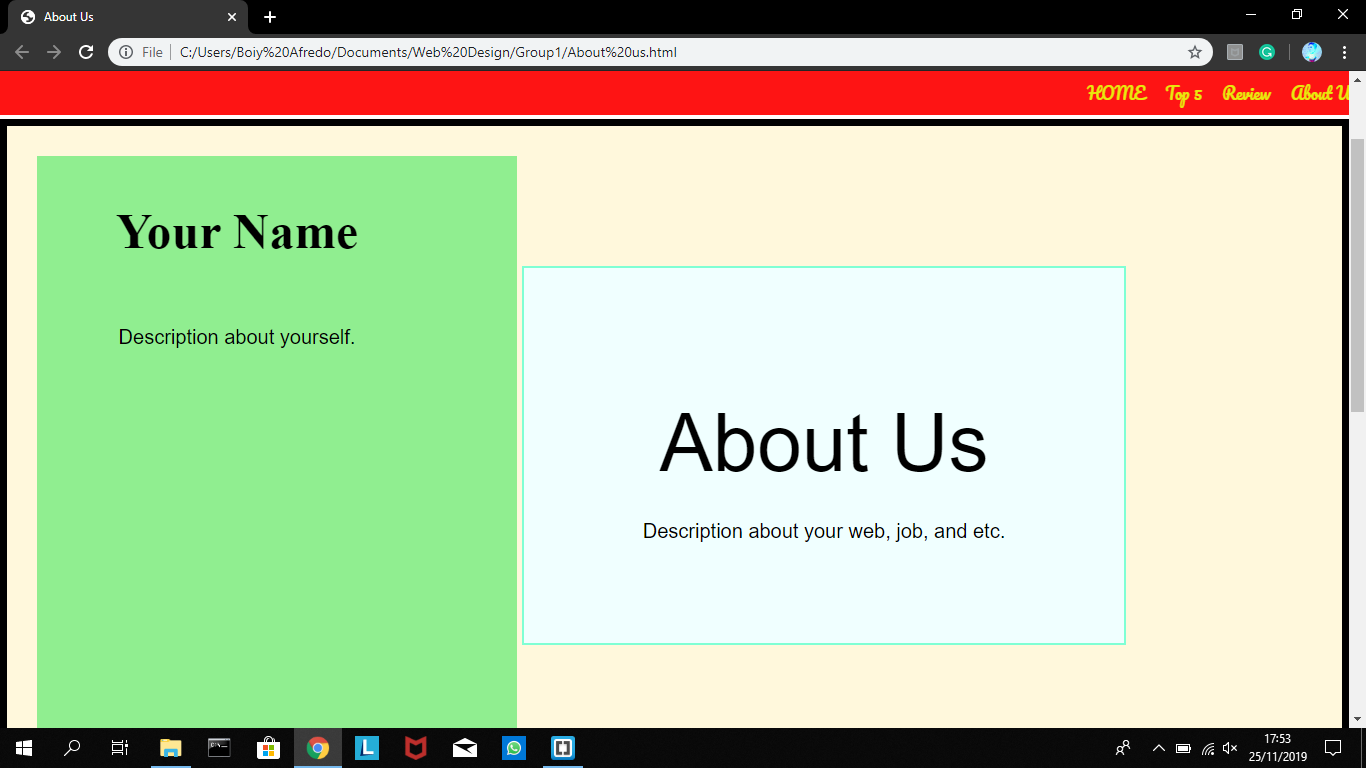 About Us
File
C:/Users/Boiy%20Afredo/Documents/Web%20Design/Group1/About%20us.html
HOME Top 5 Review About U
Your Name
Description about yourself.
About Us
Description about your web, job, and etc.
17:53
25/11/2019